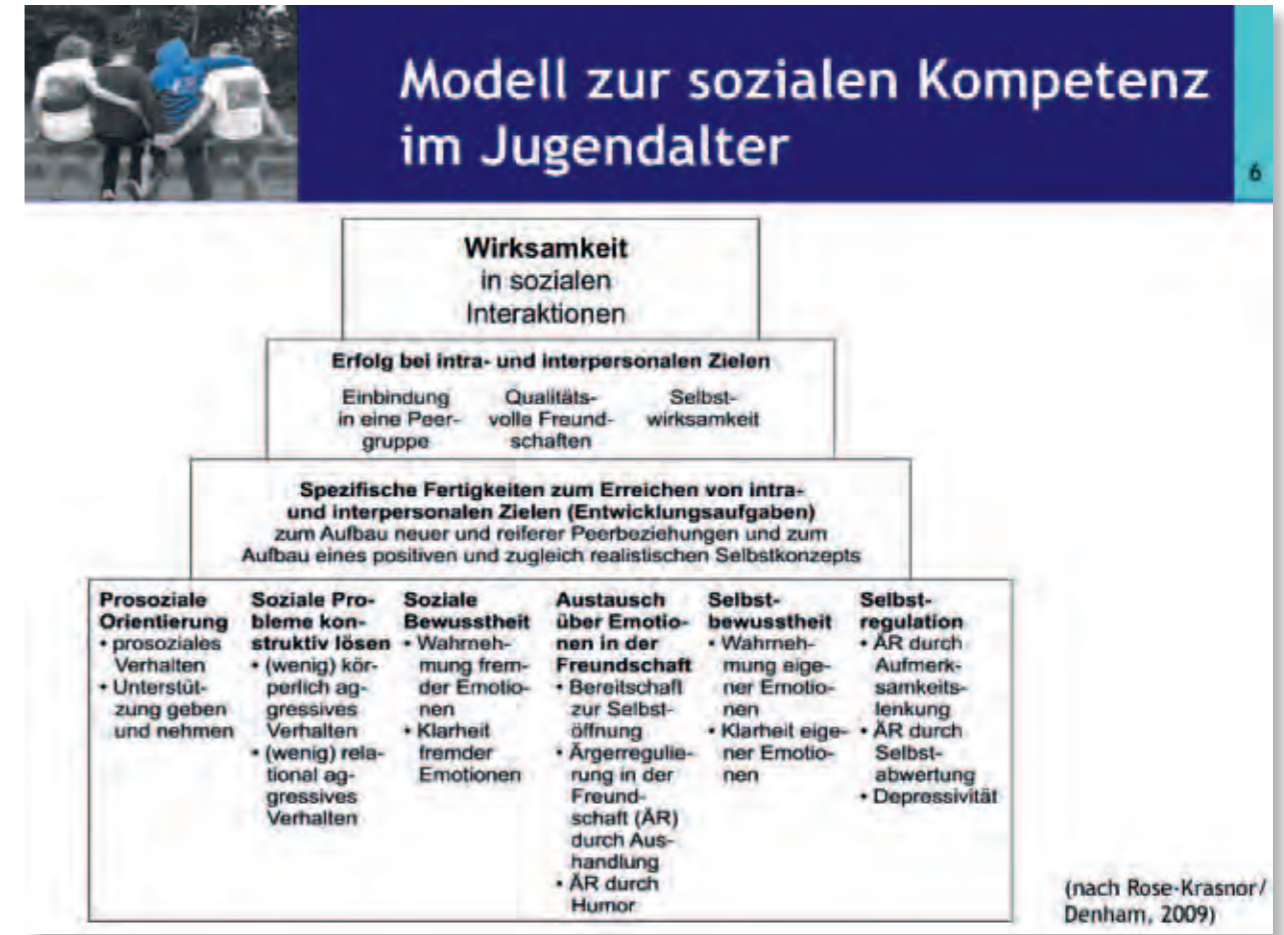 Modell zur sozialen Kompetenz
im Jugendalter
6
Wirksamkeit
in sozialen
Interaktionen
Erfolg bei intra- und interpersonalen Zielen
Einbindung
in eine Peer-
gruppe
Qualitäts-
volle Freund-
schaften
Selbst-
wirksamkeit
Spezifische Fertigkeiten zum Erreichen von intra-
und interpersonalen Zielen (Entwicklungsaufgaben)
zum Aufbau neuer und reiferer Peerbeziehungen und zum
Aufbau eines positiven und zugleich realistischen Selbstkonzepts
Prosoziale
Orientierung
• prosoziales
Verhalten
• Unterstüt-
zung geben
und nehmen
Soziale Pro-
bleme kon-
struktiv lösen
• (wenig) kör-
perlich ag-
gressives
Verhalten
• (wenig) rela-
tional ag-
gressives
Verhalten
Soziale
Bewusstheit
• Wahrneh-
mung frem-
der Emotio-
nen
• Klarheit
fremder
Emotionen
Austausch
über Emotio-
nen in der
Freundschaft
• Bereitschaft
zur Selbst-
öffnung
• Ärgerregulie-
rung in der
Freund-
schaft (ÄR)
durch Aus-
handlung
• ÄR durch
Humor
Selbst-
bewusstheit
• Wahrneh-
mung eige-
ner Emotio-
nen
• Klarheit eige-
ner Emotio-
nen
Selbst-
regulation
• ÄR durch
Aufmerk-
samkeits-
lenkung
• ÄR durch
Selbst-
abwertung
• Depressivität
(nach Rose-Krasnor/
Denham, 2009)